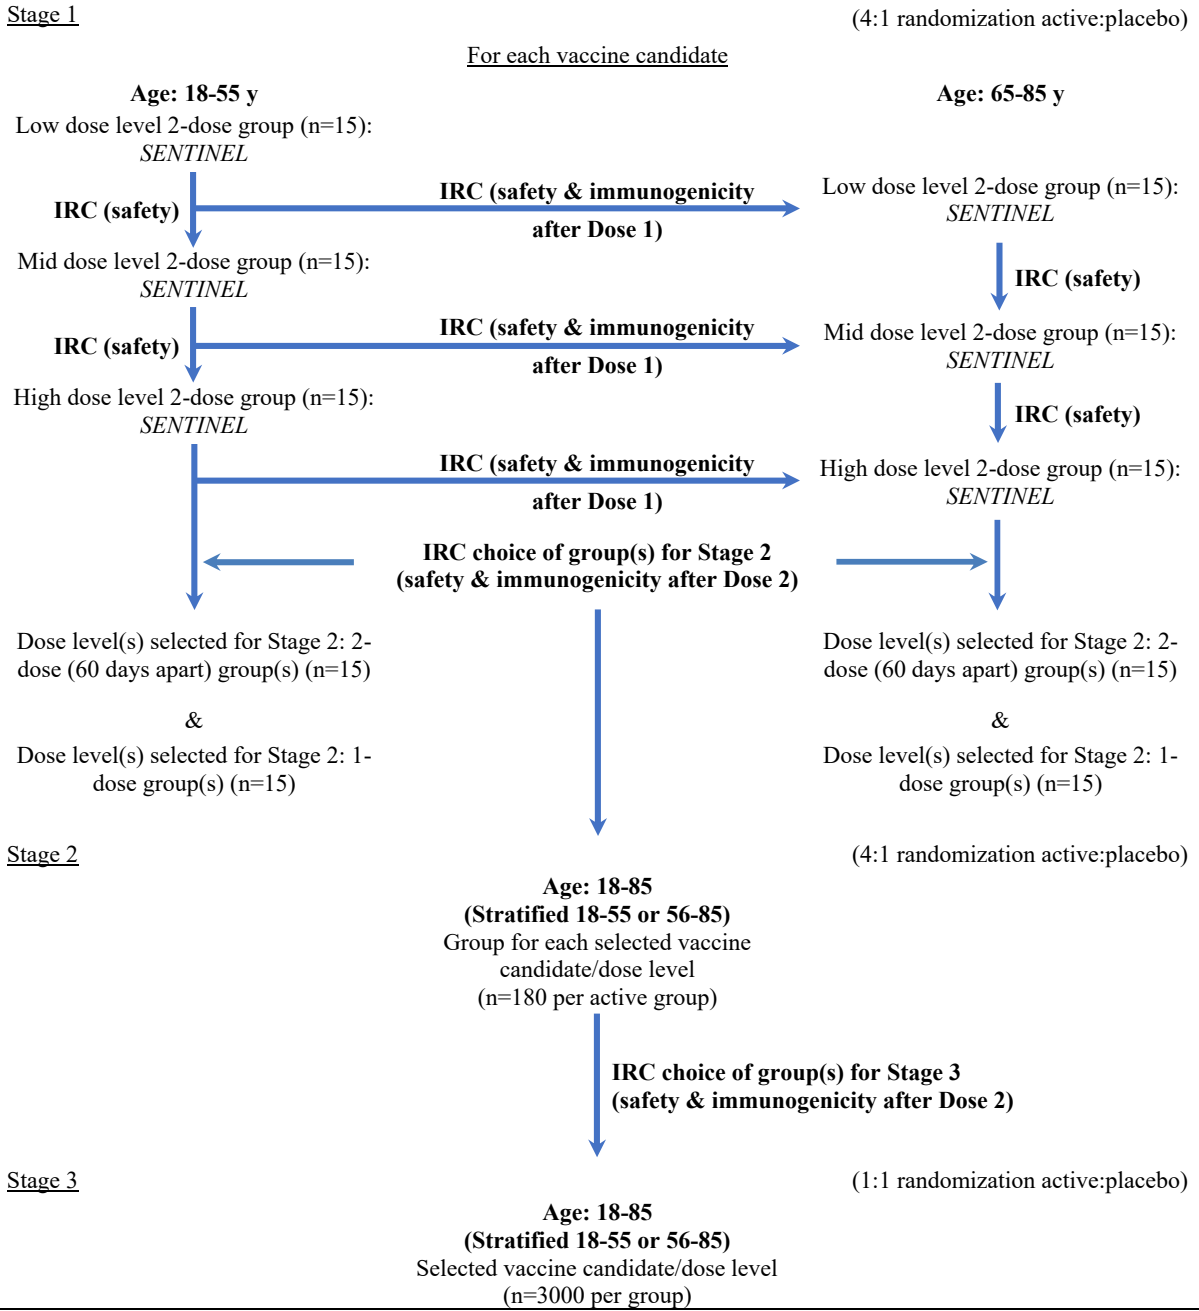 Stage 1
(4:1 randomization active:placebo)
For each vaccine candidate
Age: 18-55 y
Age: 65-85 y
Low dose level 2-dose group (n=15):
SENTINEL
IRC (safety)
IRC (safety & immunogenicity
after Dose 1)
Low dose level 2-dose group (n=15):
SENTINEL
Mid dose level 2-dose group (n=15):
SENTINEL
IRC (safety)
IRC (safety)
IRC (safety & immunogenicity
after Dose 1)
Mid dose level 2-dose group (n=15):
SENTINEL
High dose level 2-dose group (n=15):
SENTINEL
IRC (safety)
IRC (safety & immunogenicity
after Dose 1)
High dose level 2-dose group (n=15):
SENTINEL
IRC choice of group(s) for Stage 2
(safety & immunogenicity after Dose 2)
Dose level(s) selected for Stage 2: 2-
dose (60 days apart) group(s) (n=15)
&
Dose level(s) selected for Stage 2: 1-
dose group(s) (n=15)
Dose level(s) selected for Stage 2: 2-
dose (60 days apart) group(s) (n=15)
&
Dose level(s) selected for Stage 2: 1-
dose group(s) (n=15)
Stage 2
(4:1 randomization active:placebo)
Age: 18-85
(Stratified 18-55 or 56-85)
Group for each selected vaccine
candidate/dose level
(n=180 per active group)
IRC choice of group(s) for Stage 3
(safety & immunogenicity after Dose 2)
Stage 3
(1:1 randomization active:placebo)
Age: 18-85
(Stratified 18-55 or 56-85)
Selected vaccine candidate/dose level
(n=3000 per group)